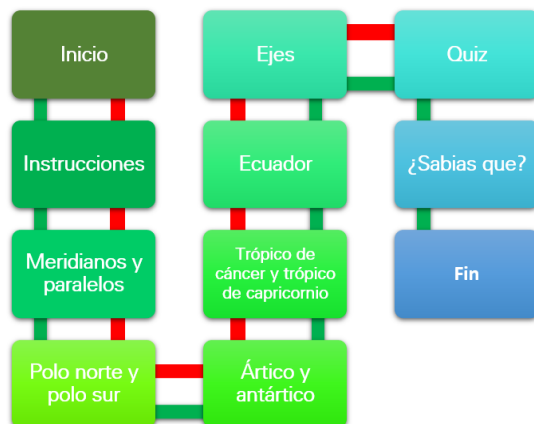 Inicio
Instrucciones
Meridianos y
paralelos
Polo norte y
polo sur
Ártico y
antártico
Trópico de
cáncer y trópico
de capricornio
Ecuador
Ejes
Quiz
¿Sabias que?
Fin